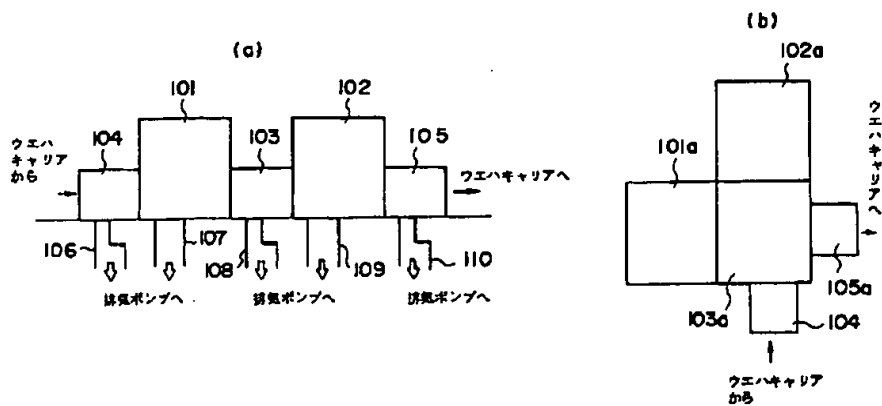 (a)
101
102
104
103
105
ウエハ
キャリア
から
ウエハキャリアへ
106
107
108
109
110
排気ポンプへ
排気ポンプへ
排気ポンプへ
(b)
102a
101a
ウエハキャリアへ
105a
103a
104
ウエハキャリア
から